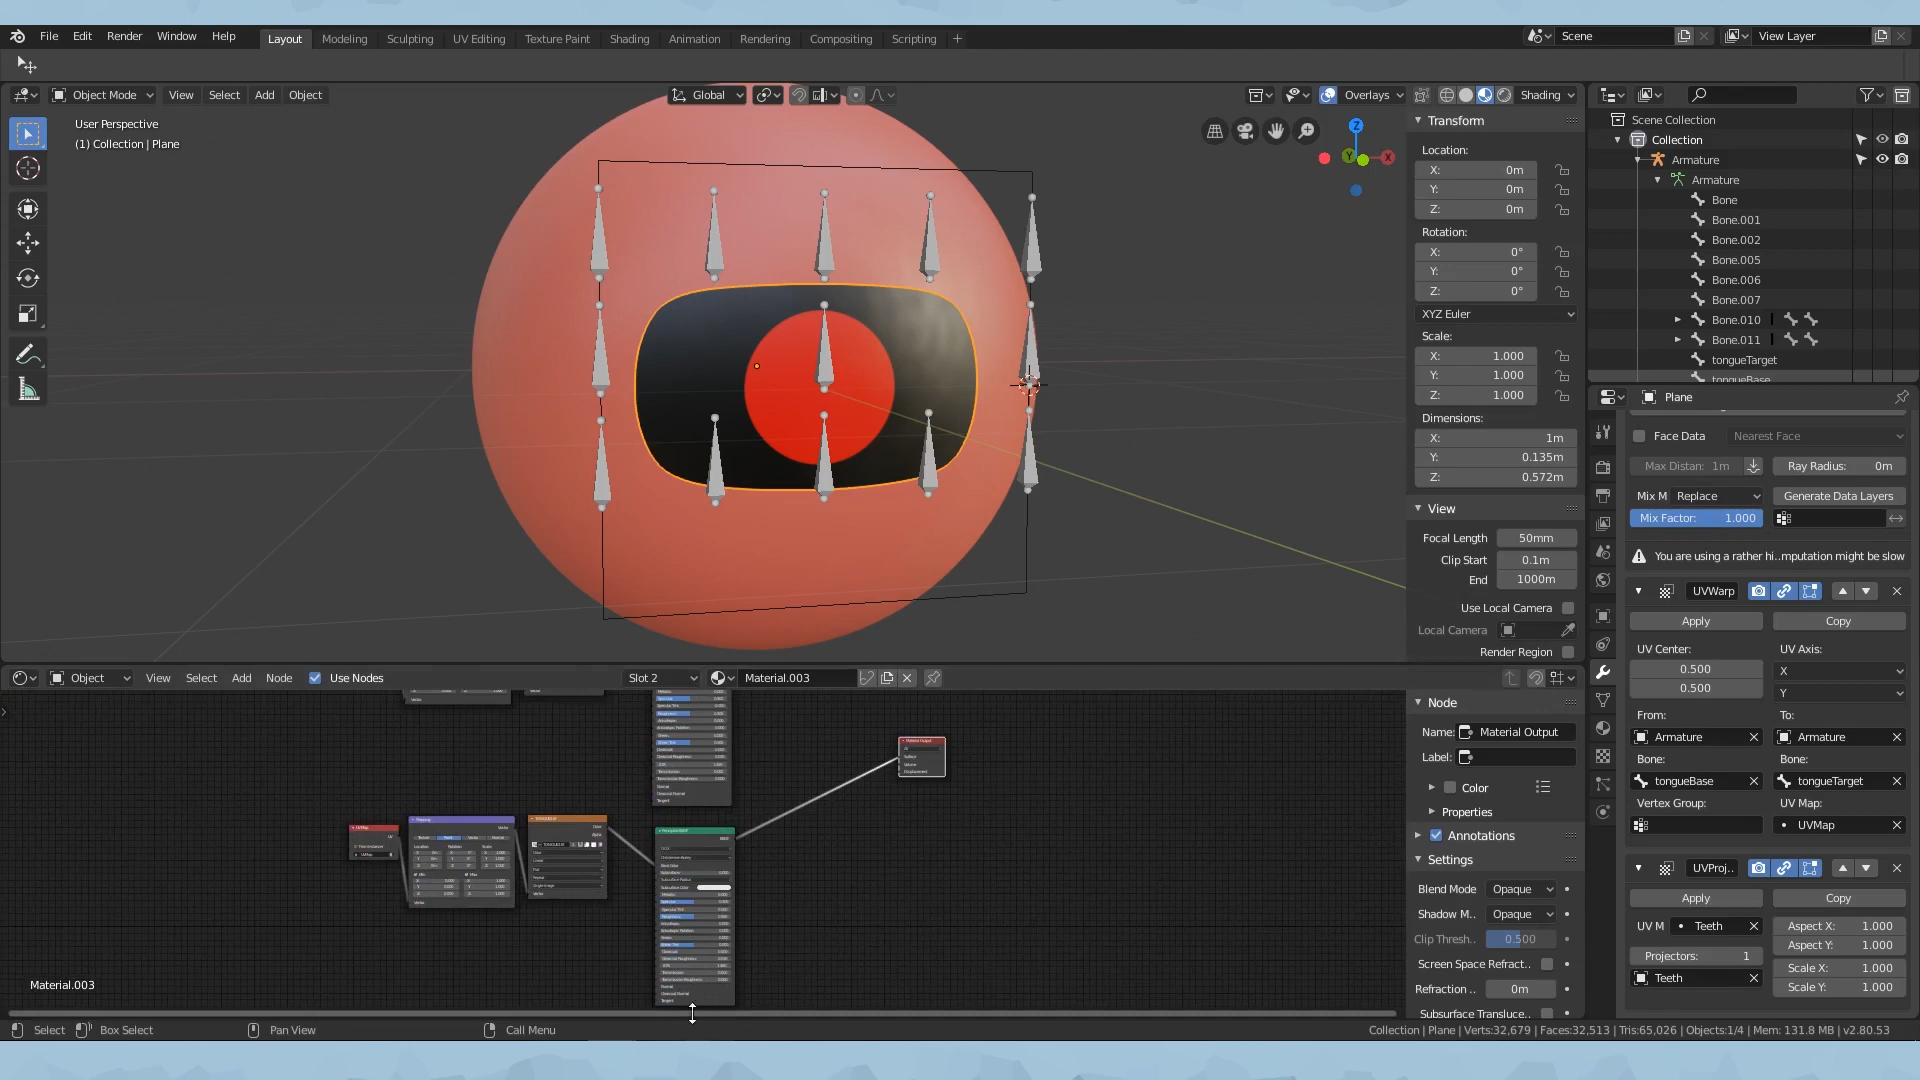 File Edit Render Window Help Layout Modeling Sculpting UV Editing Texture Paint Shading Animation Rendering Compositing Scripting + Scene View Layer
Object Mode View Select Add Object Global Overlays Shading
User Perspective
(1) Collection | Plane
Transform
Location:
X: 0m
Y: 0m
Z: 0m
Rotation:
X: 0°
Y: 0°
Z: 0°
XYZ Euler
Scale:
X: 1.000
Y: 1.000
Z: 1.000
Dimensions:
X: 1m
Y: 0.135m
Z: 0.572m
View
Focal Length 50mm
Clip Start 0.1m
End 1000m
Use Local Camera
Local Camera
Render Region
Z
Y
X
Scene Collection
Collection
Armature
Armature
Bone
Bone.001
Bone.002
Bone.005
Bone.006
Bone.007
Bone.010
Bone.011
tongueTarget
tongueBase
Plane
Face Data Nearest Face
Max Distan: 1m Ray Radius: 0m
Mix M Replace Generate Data Layers
Mix Factor: 1.000
You are using a rather hi..mputation might be slow
UVWarp
Apply Copy
UV Center: UV Axis:
0.500 X
0.500 Y
From: To:
Armature Armature
Bone: Bone:
tongueBase tongueTarget
Vertex Group: UV Map:
UVMap
UVProj..
Apply Copy
UV M Teeth Aspect X: 1.000
Aspect Y: 1.000
Projectors: 1 Scale X: 1.000
Teeth Scale Y: 1.000
Object View Select Add Node Use Nodes Slot 2 Material.003
Node
Name: Material Output
Label:
Color
Properties
Annotations
Settings
Blend Mode Opaque
Shadow M.. Opaque
Clip Thresh.. 0.500
Screen Space Refract..
Refraction .. 0m
Subsurface Transluce..
Material.003
Select Box Select Pan View Call Menu Collection | Plane | Verts:32,679 | Faces:32,513 | Tris:65,026 | Objects:1/4 | Mem: 131.8 MB | v2.80.53